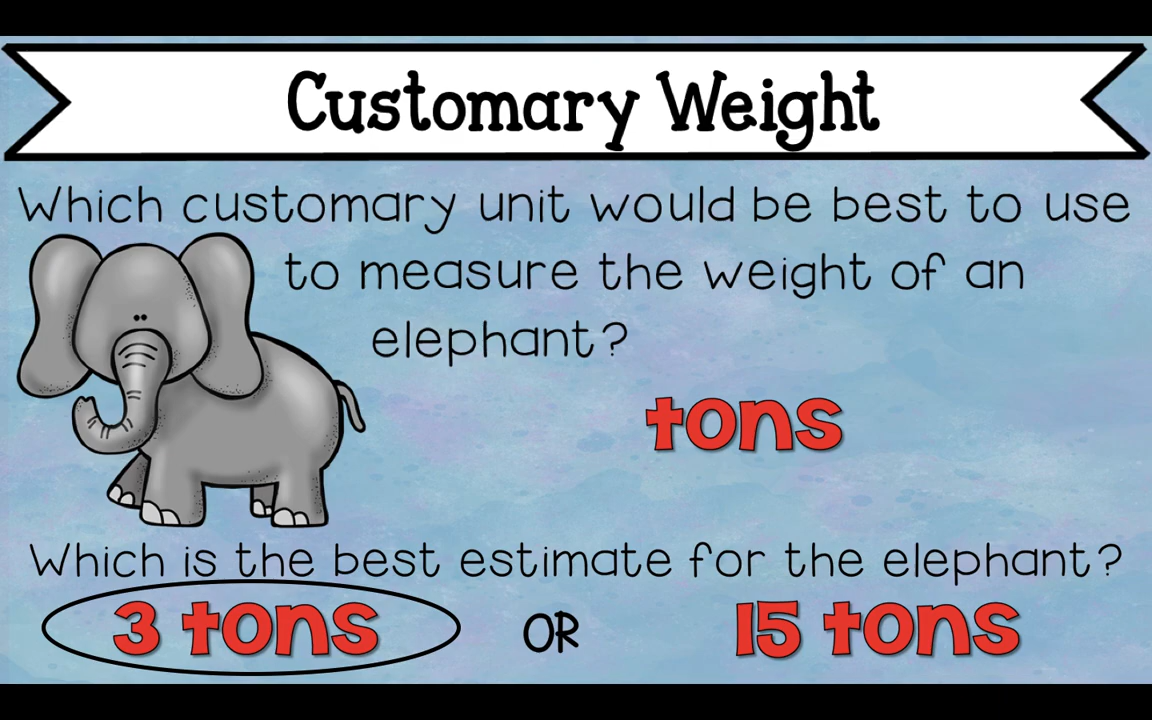 Customary Weight
Which customary unit would be best to use
to measure the weight of an
elephant?
tons
Which is the best estimate for the elephant?
3 tons OR 15 tons